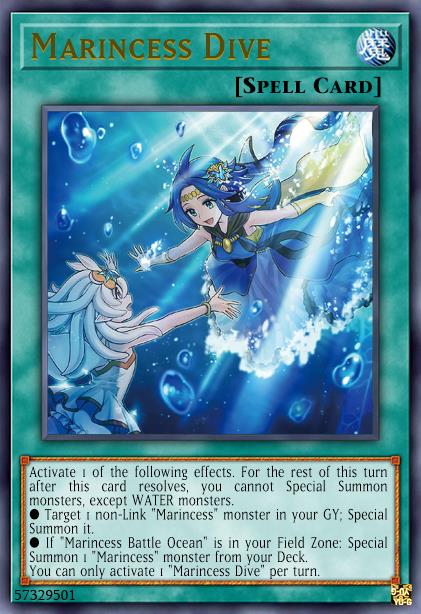 Marincess Dive
魔
[Spell Card]
Activate 1 of the following effects. For the rest of this turn
after this card resolves, you cannot Special Summon
monsters, except WATER monsters.
● Target 1 non-Link "Marincess" monster in your GY; Special
Summon it.
● If "Marincess Battle Ocean" is in your Field Zone: Special
Summon 1 "Marincess" monster from your Deck.
You can only activate 1 "Marincess Dive" per turn.
57329501